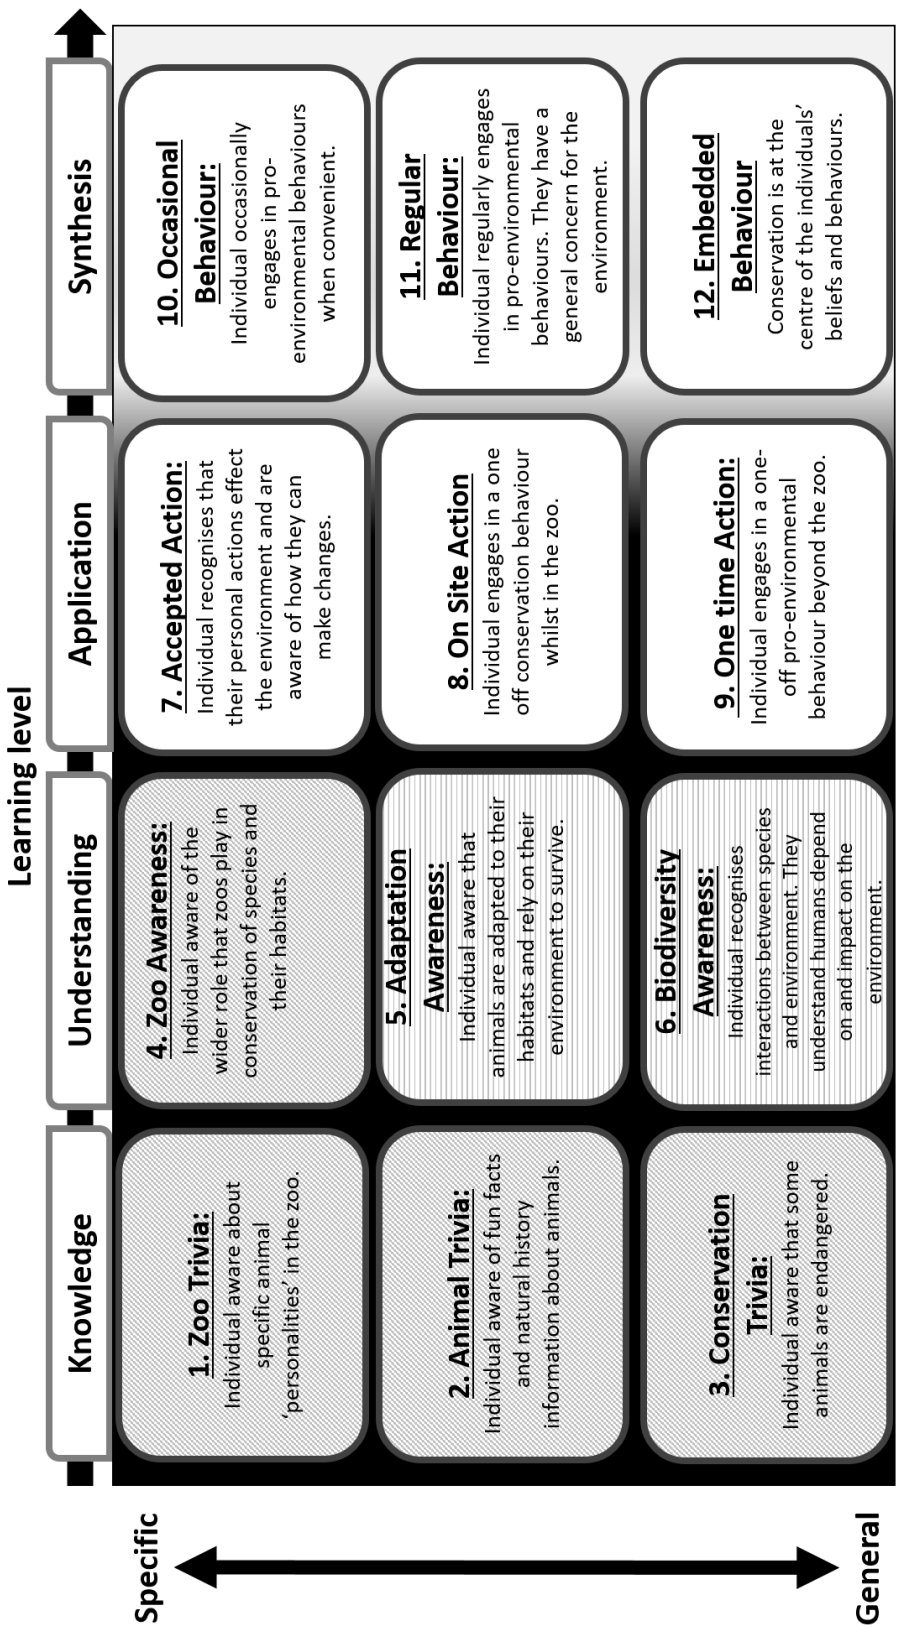 Learning level
Knowledge
Understanding
Application
Synthesis
Specific
General
1. Zoo Trivia:
Individual aware about
specific animal
‘personalities’ in the zoo.
4. Zoo Awareness:
Individual aware of the
wider role that zoos play in
conservation of species and
their habitats.
7. Accepted Action:
Individual recognises that
their personal actions effect
the environment and are
aware of how they can
make changes.
10. Occasional
Behaviour:
Individual occasionally
engages in pro-
environmental behaviours
when convenient.
2. Animal Trivia:
Individual aware of fun facts
and natural history
information about animals.
5. Adaptation
Awareness:
Individual aware that
animals are adapted to their
habitats and rely on their
environment to survive.
8. On Site Action
Individual engages in a one
off conservation behaviour
whilst in the zoo.
11. Regular
Behaviour:
Individual regularly engages
in pro-environmental
behaviours. They have a
general concern for the
environment.
3. Conservation
Trivia:
Individual aware that some
animals are endangered.
6. Biodiversity
Awareness:
Individual recognises
interactions between species
and environment. They
understand humans depend
on and impact on the
environment.
9. One time Action:
Individual engages in a one-
off pro-environmental
behaviour beyond the zoo.
12. Embedded
Behaviour
Conservation is at the
centre of the individuals’
beliefs and behaviours.